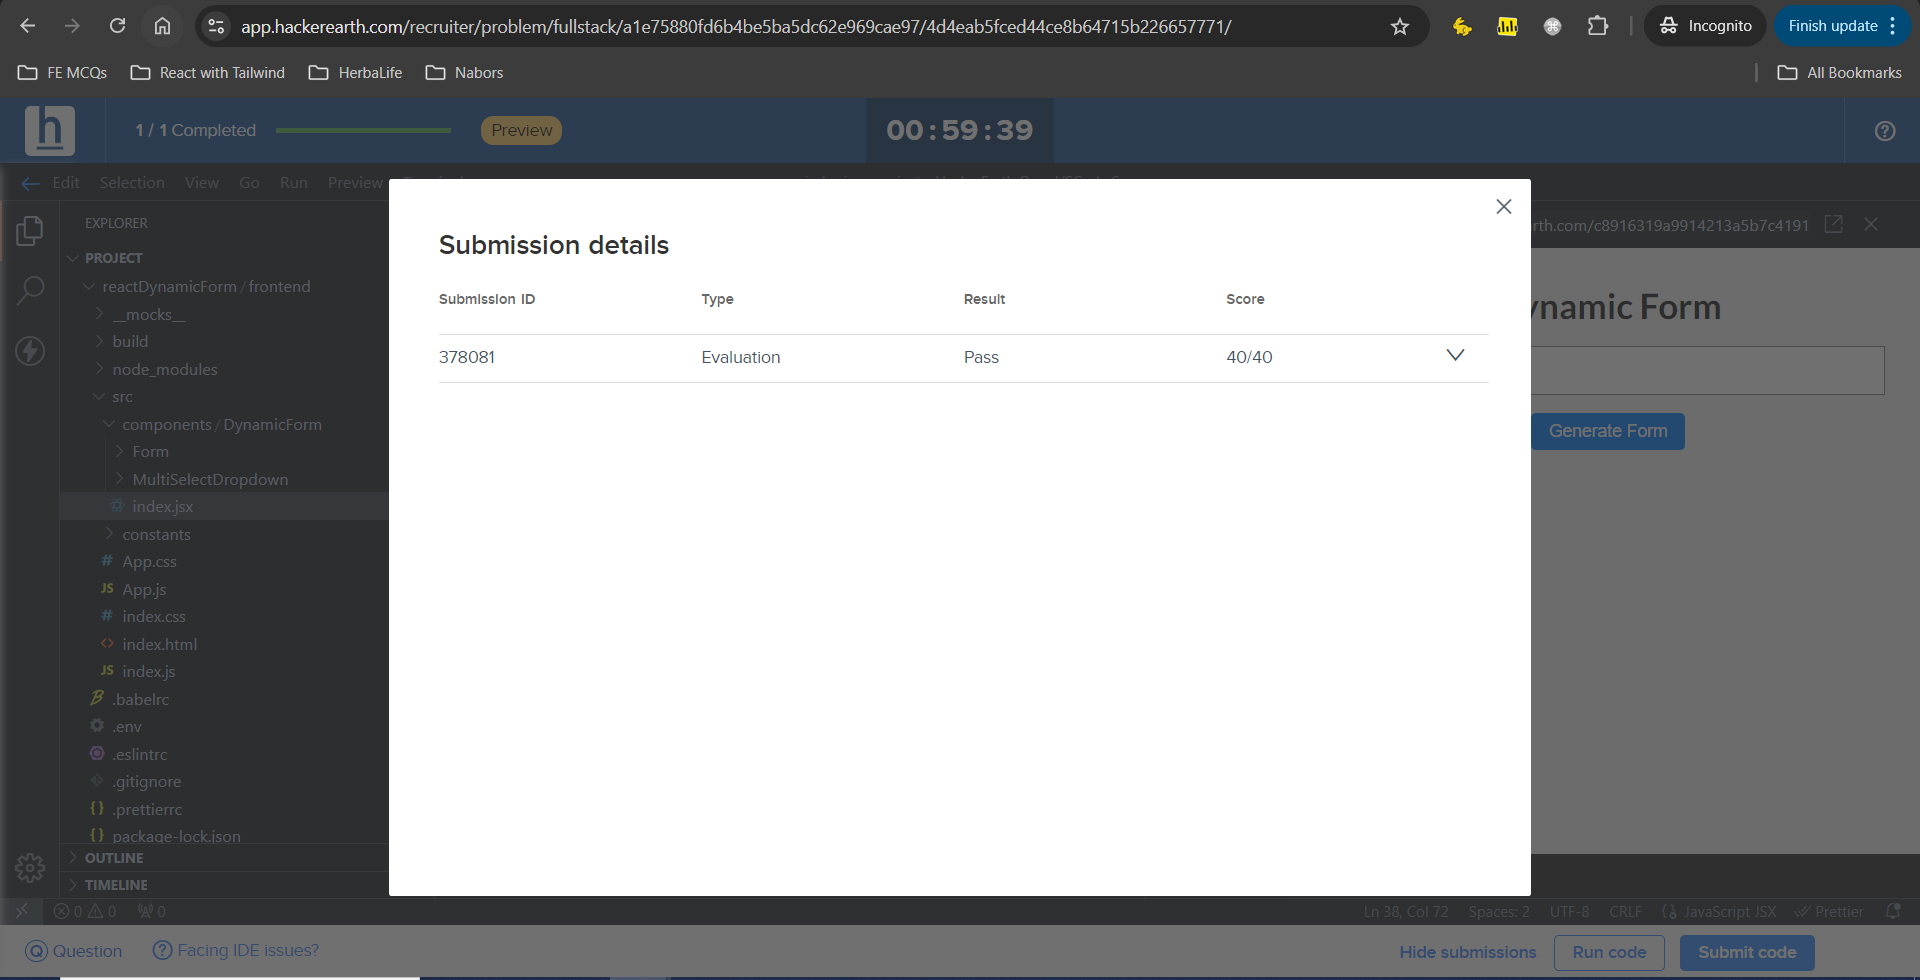 app.hackerearth.com/recruiter/problem/fullstack/a1e75880fd6b4be5ba5dc62e969cae97/4d4eab5fced44ce8b64715b226657771/
Incognito
Finish update
FE MCQs
React with Tailwind
HerbaLife
Nabors
All Bookmarks
h
1 / 1 Completed
Preview
00 : 59 : 39
Edit Selection View Go Run Preview
EXPLORER
rth.com/c8916319a9914213a5b7c4191
PROJECT
reactDynamicForm / frontend
__mocks__
build
node_modules
src
components / DynamicForm
Form
MultiSelectDropdown
index.jsx
constants
# App.css
JS App.js
# index.css
<> index.html
JS index.js
.babelrc
.env
.eslintrc
.gitignore
{} .prettierrc
{} package-lock.json
OUTLINE
TIMELINE
Submission details
Submission ID Type Result Score
378081 Evaluation Pass 40/40
ynamic Form
Generate Form
0 0 0
Ln 38, Col 72 Spaces: 2 UTF-8 CRLF JavaScript JSX Prettier
Question
Facing IDE issues?
Hide submissions
Run code
Submit code